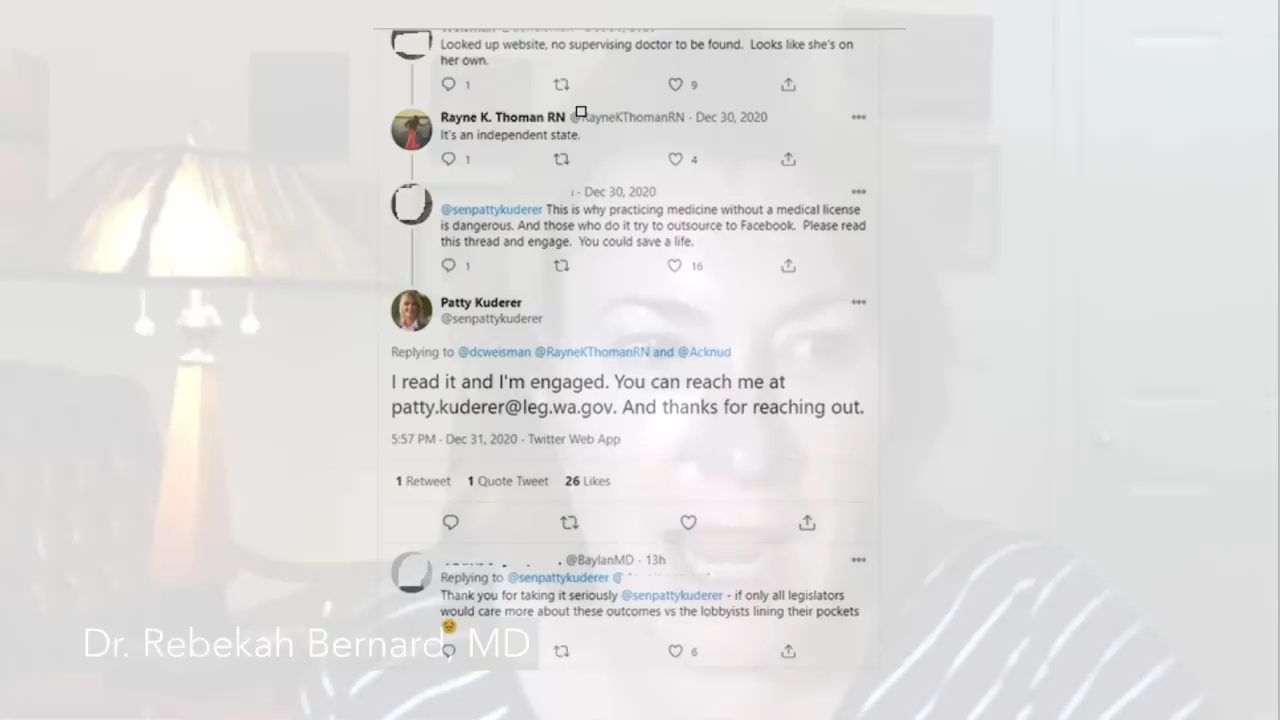 Looked up website, no supervising doctor to be found. Looks like she's on
her own.
1 9
Rayne K. Thoman RN @RayneKThomanRN · Dec 30, 2020
It's an independent state.
1 4
· Dec 30, 2020
@senpattykuderer This is why practicing medicine without a medical license
is dangerous. And those who do it try to outsource to Facebook. Please read
this thread and engage. You could save a life.
1 16
Patty Kuderer
@senpattykuderer
Replying to @dcweisman @RayneKThomanRN and @Acknud
I read it and I'm engaged. You can reach me at
patty.kuderer@leg.wa.gov. And thanks for reaching out.
5:57 PM · Dec 31, 2020 · Twitter Web App
1 Retweet 1 Quote Tweet 26 Likes
@BaylanMD · 13h
Replying to @senpattykuderer @
Thank you for taking it seriously @senpattykuderer - if only all legislators
would care more about these outcomes vs the lobbyists lining their pockets
6
Dr. Rebekah Bernard, MD